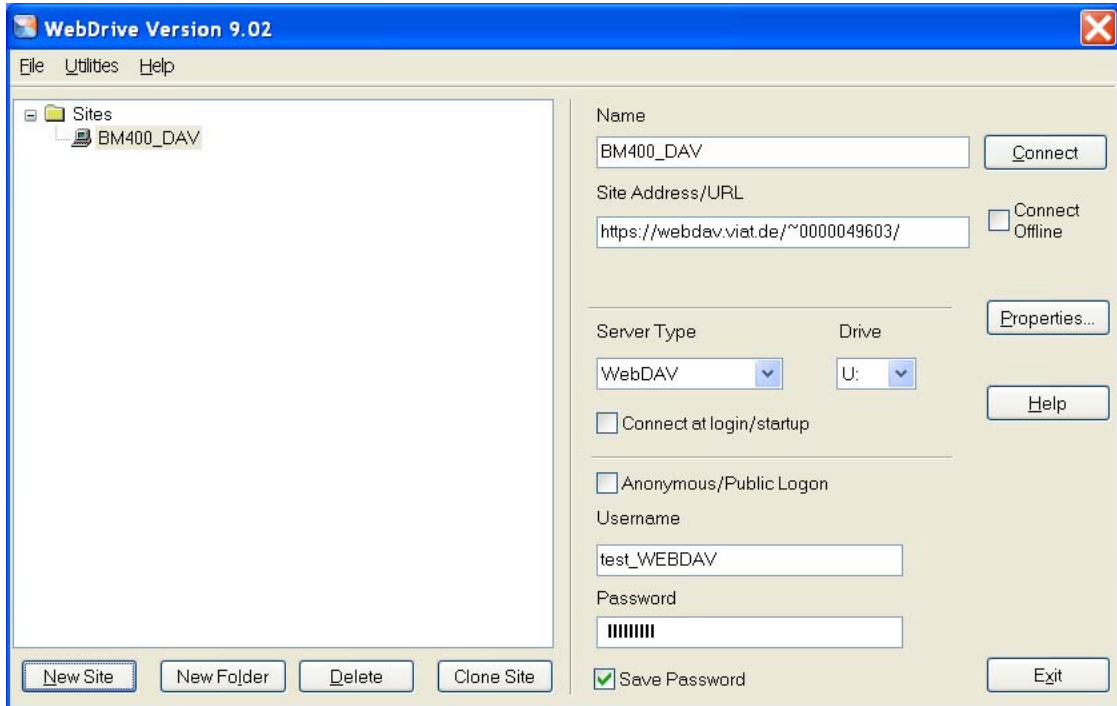 WebDrive Version 9.02
File Utilities Help
Sites
BM400_DAV
New Site New Folder Delete Clone Site
Name
BM400_DAV
Connect
Site Address/URL
https://webdav.viat.de/~0000049603/
Connect
Offline
Properties...
Server Type Drive
WebDAV U:
Help
Connect at login/startup
Anonymous/Public Logon
Username
test_WEBDAV
Password
Save Password
Exit